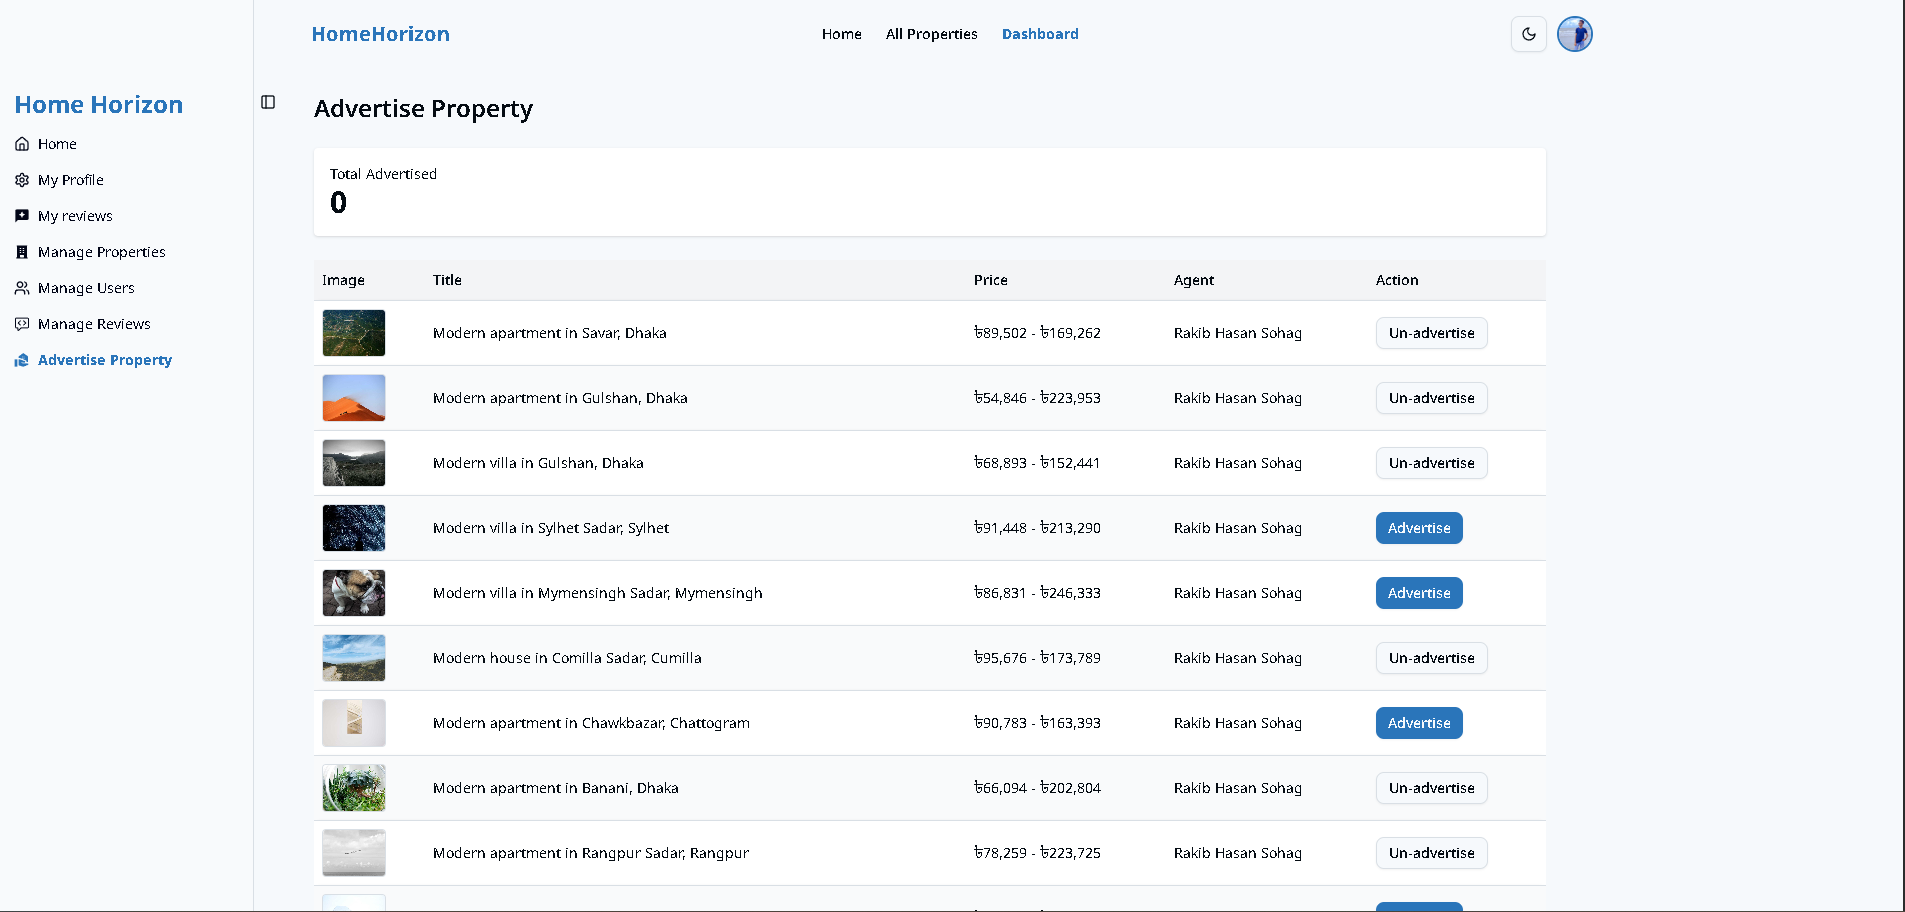 HomeHorizon
Home All Properties Dashboard
Home Horizon
Home
My Profile
My reviews
Manage Properties
Manage Users
Manage Reviews
Advertise Property
Advertise Property
Total Advertised
0
Image Title Price Agent Action
Modern apartment in Savar, Dhaka ৳89,502 - ৳169,262 Rakib Hasan Sohag Un-advertise
Modern apartment in Gulshan, Dhaka ৳54,846 - ৳223,953 Rakib Hasan Sohag Un-advertise
Modern villa in Gulshan, Dhaka ৳68,893 - ৳152,441 Rakib Hasan Sohag Un-advertise
Modern villa in Sylhet Sadar, Sylhet ৳91,448 - ৳213,290 Rakib Hasan Sohag Advertise
Modern villa in Mymensingh Sadar, Mymensingh ৳86,831 - ৳246,333 Rakib Hasan Sohag Advertise
Modern house in Comilla Sadar, Cumilla ৳95,676 - ৳173,789 Rakib Hasan Sohag Un-advertise
Modern apartment in Chawkbazar, Chattogram ৳90,783 - ৳163,393 Rakib Hasan Sohag Advertise
Modern apartment in Banani, Dhaka ৳66,094 - ৳202,804 Rakib Hasan Sohag Un-advertise
Modern apartment in Rangpur Sadar, Rangpur ৳78,259 - ৳223,725 Rakib Hasan Sohag Un-advertise